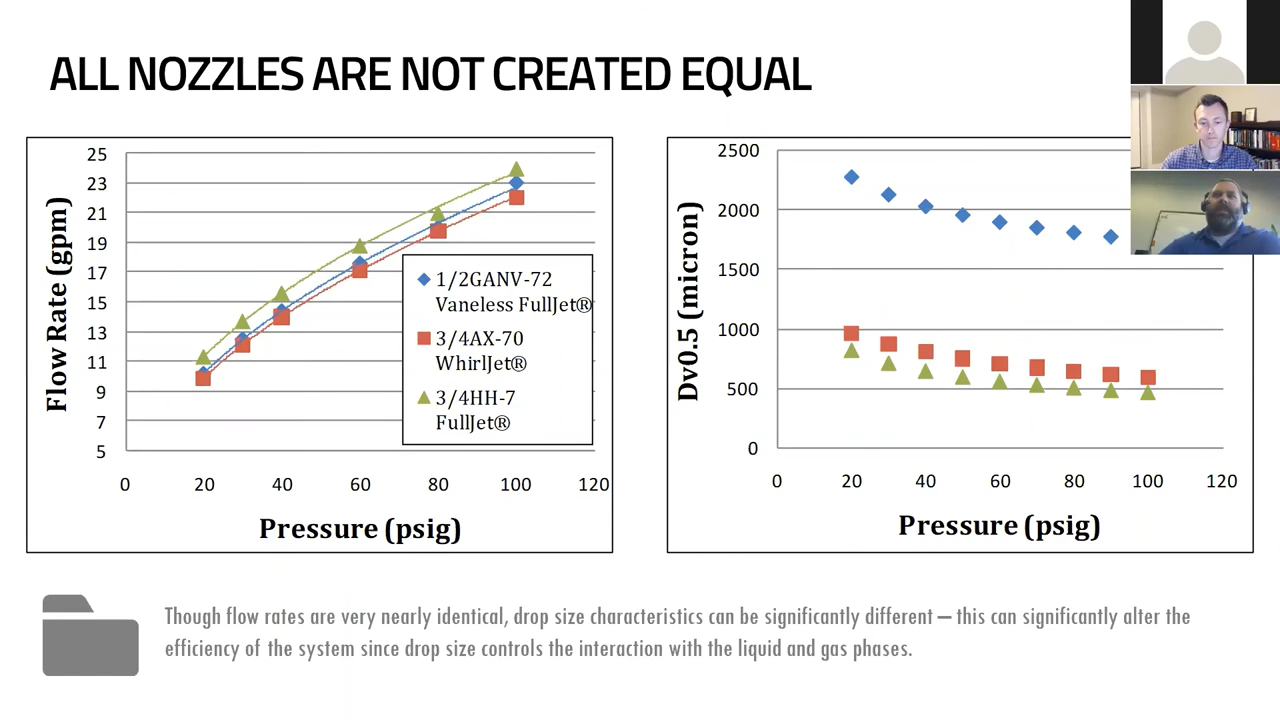 ALL NOZZLES ARE NOT CREATED EQUAL
25
23
21
19
17
15
13
11
9
7
5
0
20
40
60
80
100
120
Flow Rate (gpm)
Pressure (psig)
1/2GANV-72
Vaneless FullJet®
3/4AX-70
WhirlJet®
3/4HH-7
FullJet®
2500
2000
1500
1000
500
0
0
20
40
60
80
100
120
Dv0.5 (micron)
Pressure (psig)
Though flow rates are very nearly identical, drop size characteristics can be significantly different – this can significantly alter the
efficiency of the system since drop size controls the interaction with the liquid and gas phases.